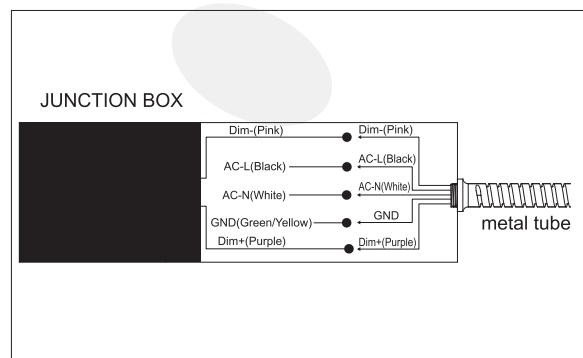 JUNCTION BOX
Dim-(Pink) Dim-(Pink)
AC-L(Black) AC-L(Black)
AC-N(White) AC-N(White)
GND(Green/Yellow) GND
Dim+(Purple) Dim+(Purple)
metal tube